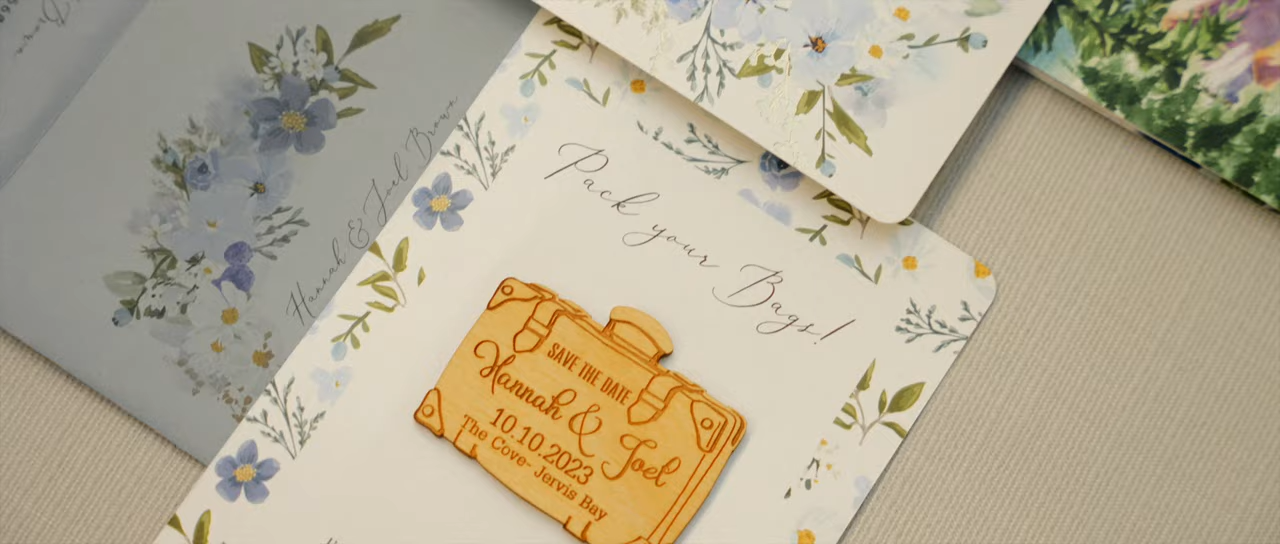 Hannah & Joel Brown
Pack your Bags!
SAVE THE DATE
Hannah & Joel
10.10.2023
The Cove- Jervis Bay